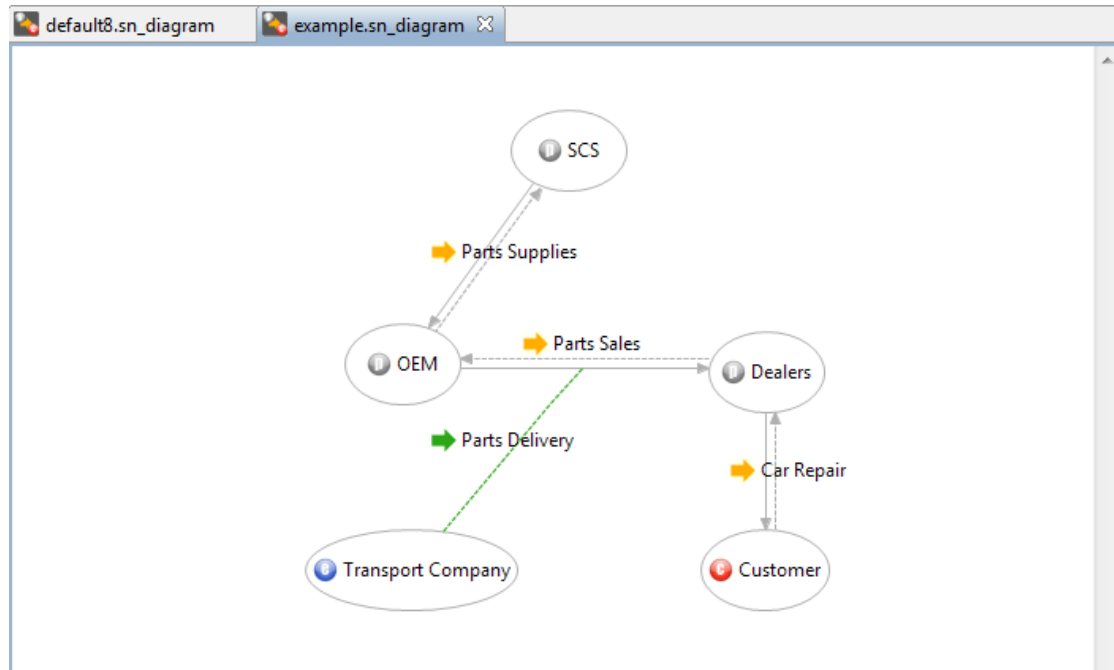 default8.sn_diagram
example.sn_diagram
p SCS
Parts Supplies
Parts Sales
p OEM
p Dealers
Parts Delivery
Car Repair
e Transport Company
c Customer